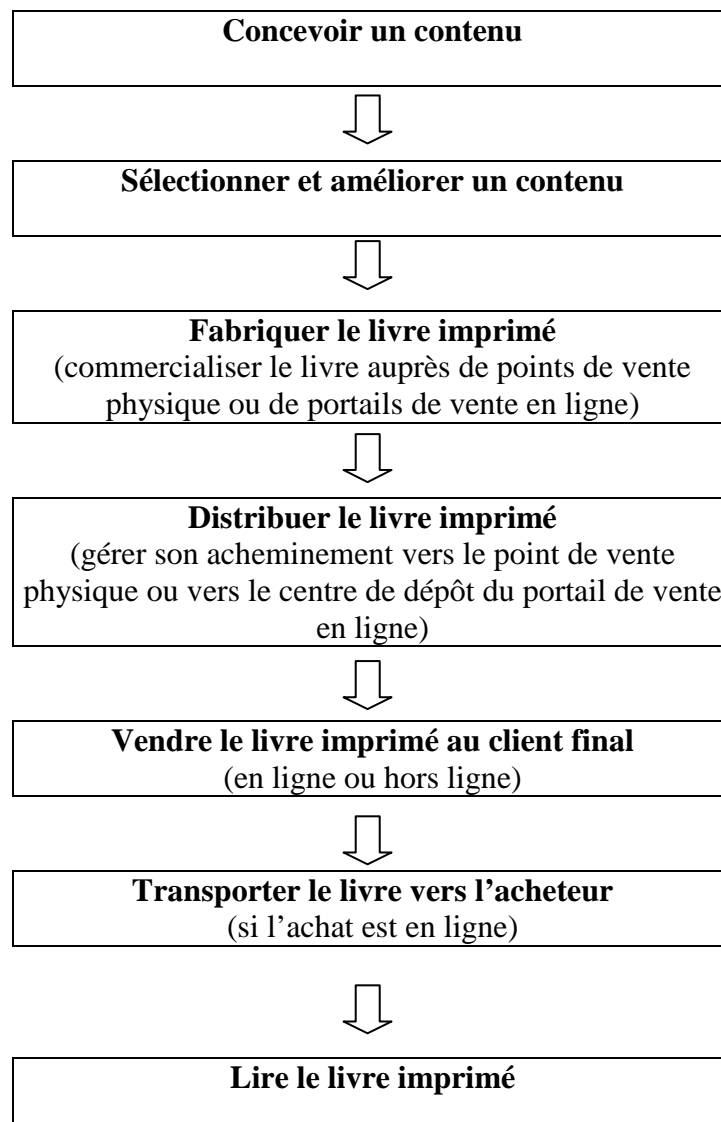 Concevoir un contenu
Sélectionner et améliorer un contenu
Fabriquer le livre imprimé
(commercialiser le livre auprès de points de vente
physique ou de portails de vente en ligne)
Distribuer le livre imprimé
(gérer son acheminement vers le point de vente
physique ou vers le centre de dépôt du portail de vente
en ligne)
Vendre le livre imprimé au client final
(en ligne ou hors ligne)
Transporter le livre vers l’acheteur
(si l’achat est en ligne)
Lire le livre imprimé